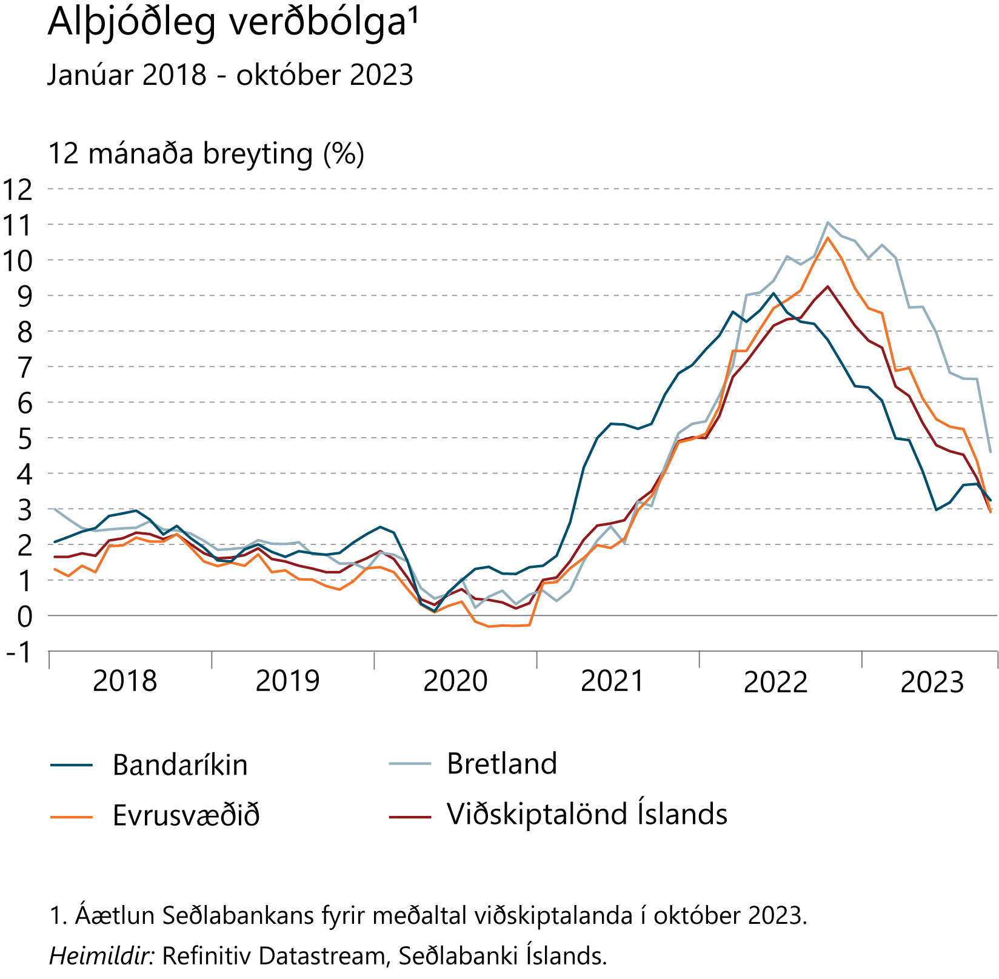 Alþjóðleg verðbólga¹
Janúar 2018 - október 2023
12 mánaða breyting (%)
12
11
10
9
8
7
6
5
4
3
2
1
0
-1
2018 2019 2020 2021 2022 2023
Bandaríkin Bretland
Evrusvæðið Viðskiptalönd Íslands
1. Áætlun Seðlabankans fyrir meðaltal viðskiptalanda í október 2023.
Heimildir: Refinitiv Datastream, Seðlabanki Íslands.